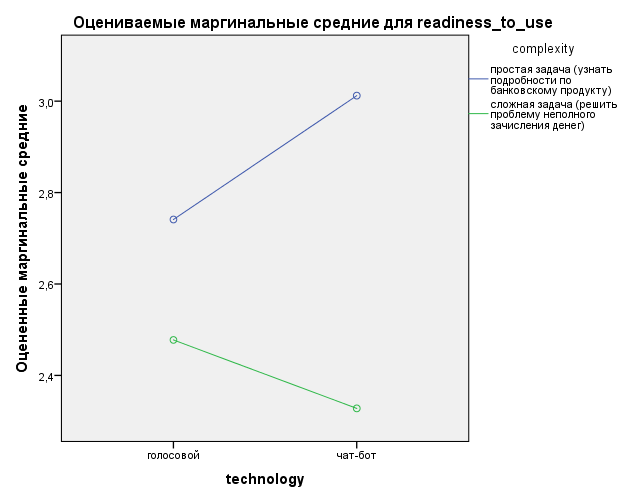 Оцениваемые маргинальные средние для readiness_to_use
complexity
простая задача (узнать
подробности по
банковскому продукту)
сложная задача (решить
проблему неполного
зачисления денег)
Оцененные маргинальные средние
3,0
2,8
2,6
2,4
голосовой
чат-бот
technology